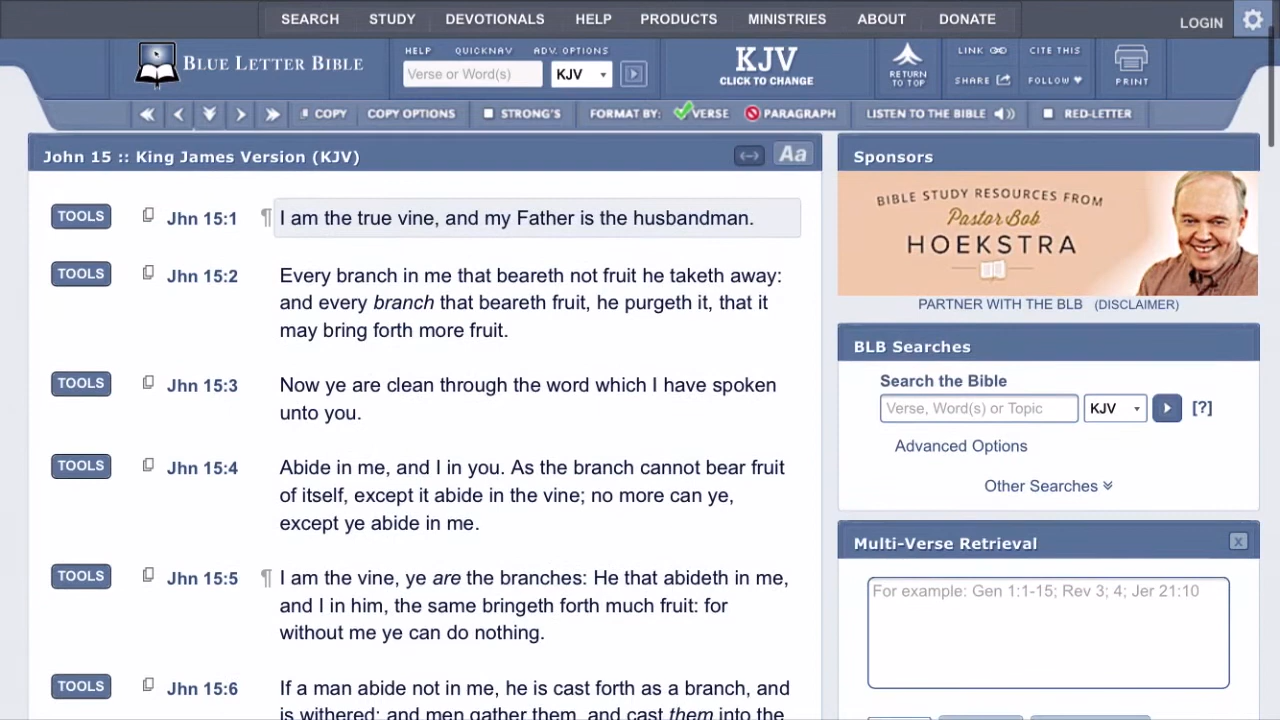 SEARCH STUDY DEVOTIONALS HELP PRODUCTS MINISTRIES ABOUT DONATE LOGIN
BLUE LETTER BIBLE
HELP QUICKNAV ADV. OPTIONS
Verse or Word(s) KJV
KJV
CLICK TO CHANGE
RETURN
TO TOP
LINK CITE THIS
SHARE FOLLOW
PRINT
COPY COPY OPTIONS STRONG'S FORMAT BY: VERSE PARAGRAPH LISTEN TO THE BIBLE RED-LETTER
John 15 :: King James Version (KJV) Aa
TOOLS Jhn 15:1 ¶ I am the true vine, and my Father is the husbandman.
TOOLS Jhn 15:2 Every branch in me that beareth not fruit he taketh away:
and every branch that beareth fruit, he purgeth it, that it
may bring forth more fruit.
TOOLS Jhn 15:3 Now ye are clean through the word which I have spoken
unto you.
TOOLS Jhn 15:4 Abide in me, and I in you. As the branch cannot bear fruit
of itself, except it abide in the vine; no more can ye,
except ye abide in me.
TOOLS Jhn 15:5 ¶ I am the vine, ye are the branches: He that abideth in me,
and I in him, the same bringeth forth much fruit: for
without me ye can do nothing.
TOOLS Jhn 15:6 If a man abide not in me, he is cast forth as a branch, and
is withered; and men gather them, and cast them into the
Sponsors
BIBLE STUDY RESOURCES FROM
Pastor Bob
HOEKSTRA
PARTNER WITH THE BLB (DISCLAIMER)
BLB Searches
Search the Bible
Verse, Word(s) or Topic KJV [?]
Advanced Options
Other Searches
Multi-Verse Retrieval x
For example: Gen 1:1-15; Rev 3; 4; Jer 21:10